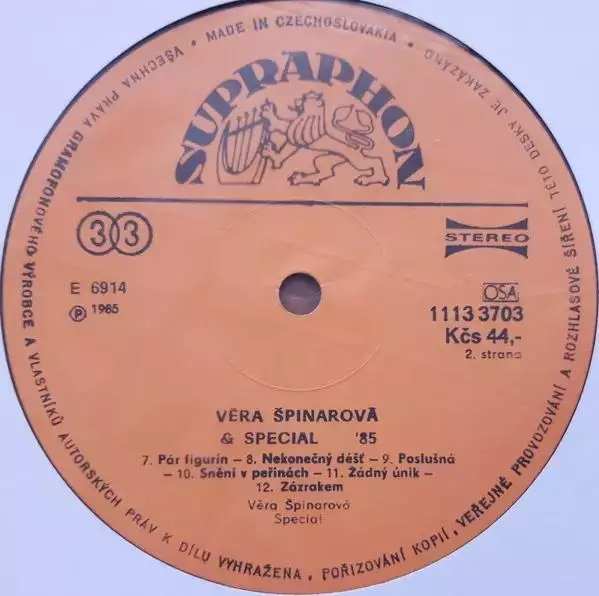 • MADE IN CZECHOSLOVAKIA •
VŠECHNA PRÁVA GRAMOFONOVÉHO VÝROBCE A VLASTNÍKŮ AUTORSKÝCH PRÁV K DÍLU VYHRAŽENA. POŘIZOVÁNÍ KOPIÍ, VEŘEJNÉ PROVOZOVÁNÍ A ROZHLASOVÉ ŠÍŘENÍ TÉTO DESKY JE ZAKÁZÁNO
SUPRAPHON
33
STEREO
E 6914
℗ 1985
OSA
1113 3703
Kčs 44,-
2. strana
VĚRA ŠPINAROVÁ
& SPECIAL '85
7. Pár figurín – 8. Nekonečný déšť – 9. Poslušná
– 10. Snění v peřinách – 11. Žádný únik –
12. Zázrakem
Věra Špinarová
Special